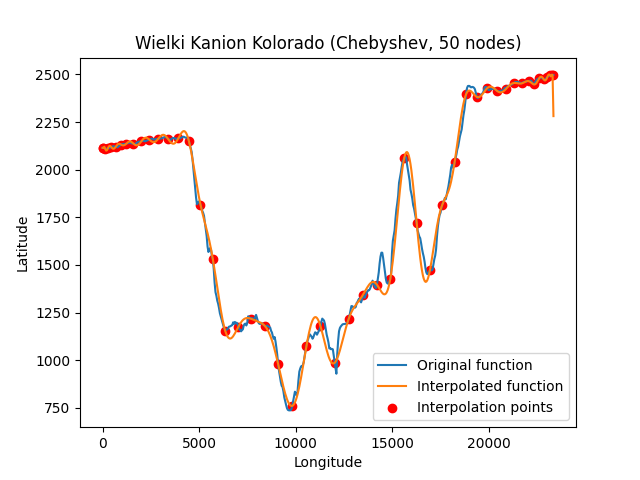 Wielki Kanion Kolorado (Chebyshev, 50 nodes)
2500
2250
2000
1750
1500
1250
1000
750
Latitude
0 5000 10000 15000 20000
Longitude
Original function
Interpolated function
Interpolation points